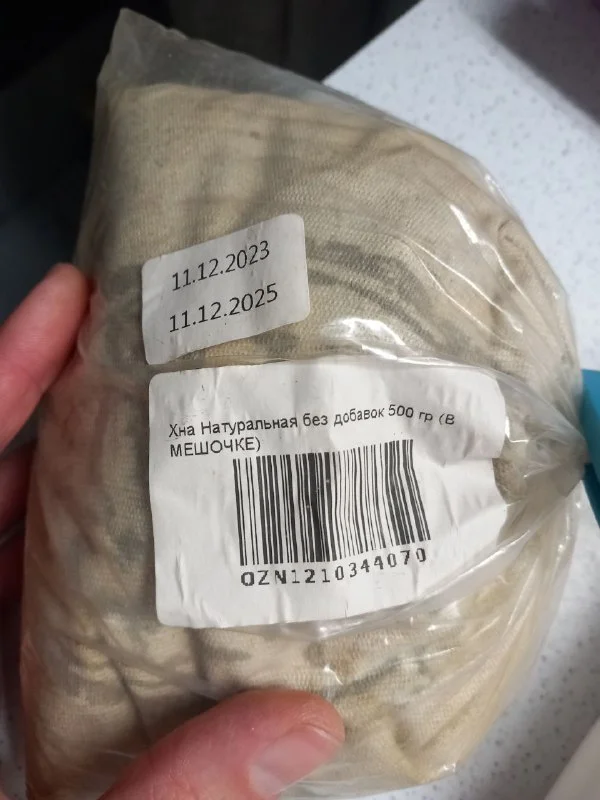 11.12.2023
11.12.2025
Хна Натуральная без добавок 500 гр (В
МЕШОЧКЕ)
OZN1210344070